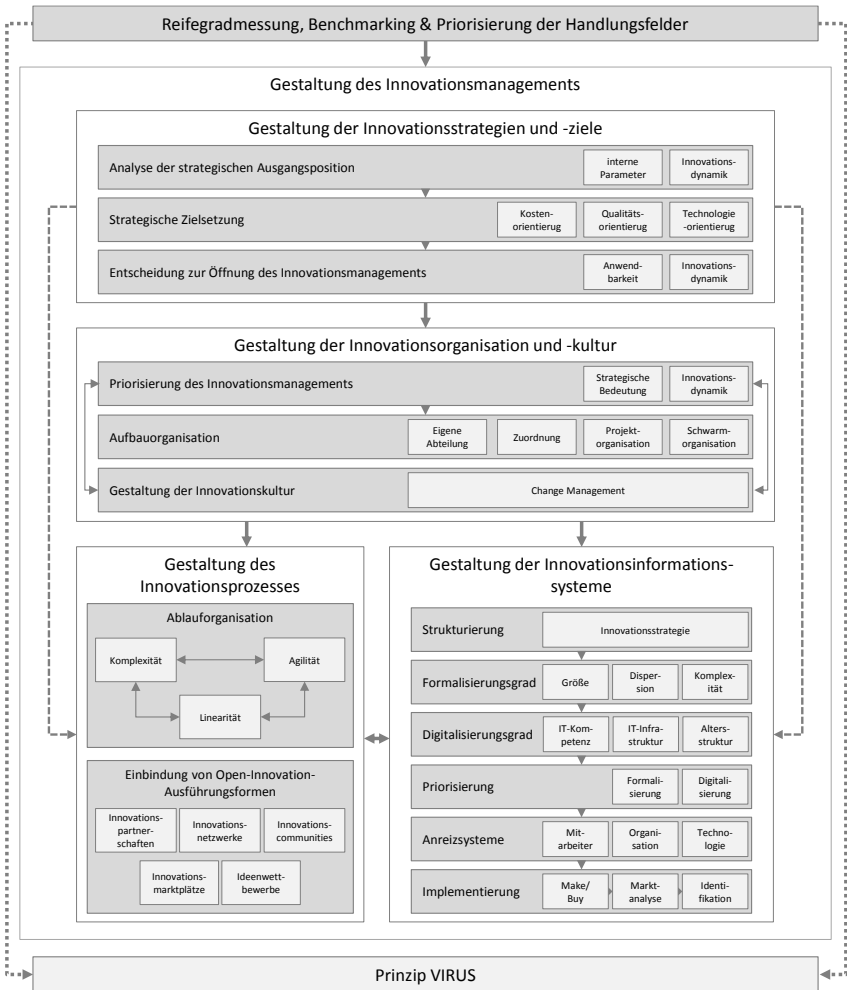 Reifegradmessung, Benchmarking & Priorisierung der Handlungsfelder
Gestaltung des Innovationsmanagements
Gestaltung der Innovationsstrategien und -ziele
Analyse der strategischen Ausgangsposition
interne
Parameter
Innovations-
dynamik
Strategische Zielsetzung
Kosten-
orientierug
Qualitäts-
orientierug
Technologie
-orientierug
Entscheidung zur Öffnung des Innovationsmanagements
Anwend-
barkeit
Innovations-
dynamik
Gestaltung der Innovationsorganisation und -kultur
Priorisierung des Innovationsmanagements
Strategische
Bedeutung
Innovations-
dynamik
Aufbauorganisation
Eigene
Abteilung
Zuordnung
Projekt-
organisation
Schwarm-
organisation
Gestaltung der Innovationskultur
Change Management
Gestaltung des
Innovationsprozesses
Ablauforganisation
Komplexität
Agilität
Linearität
Einbindung von Open-Innovation-
Ausführungsformen
Innovations-
partner-
schaften
Innovations-
netzwerke
Innovations-
communities
Innovations-
marktplätze
Ideenwett-
bewerbe
Gestaltung der Innovationsinformations-
systeme
Strukturierung
Innovationsstrategie
Formalisierungsgrad
Größe
Disper-
sion
Komplex-
ität
Digitalisierungsgrad
IT-Kom-
petenz
IT-Infra-
struktur
Alters-
struktur
Priorisierung
Formali-
sierung
Digitali-
sierung
Anreizsysteme
Mit-
arbeiter
Organi-
sation
Techno-
logie
Implementierung
Make/
Buy
Markt-
analyse
Identi-
fikation
Prinzip VIRUS